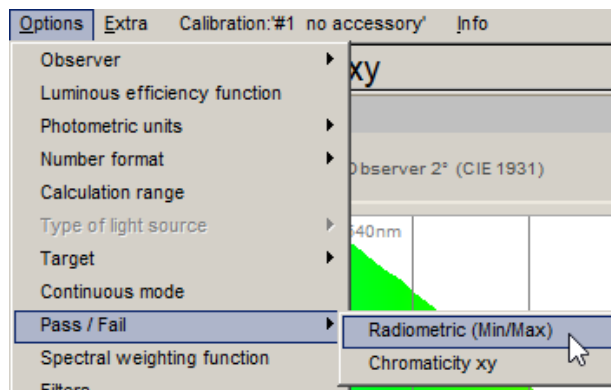 Options Extra Calibration:'#1 no accessory' Info
Observer
xy
Luminous efficiency function
Photometric units
Number format
Observer 2° (CIE 1931)
Calculation range
Type of light source
540nm
Target
Continuous mode
Pass / Fail
Radiometric (Min/Max)
Spectral weighting function
Chromaticity xy
Filters